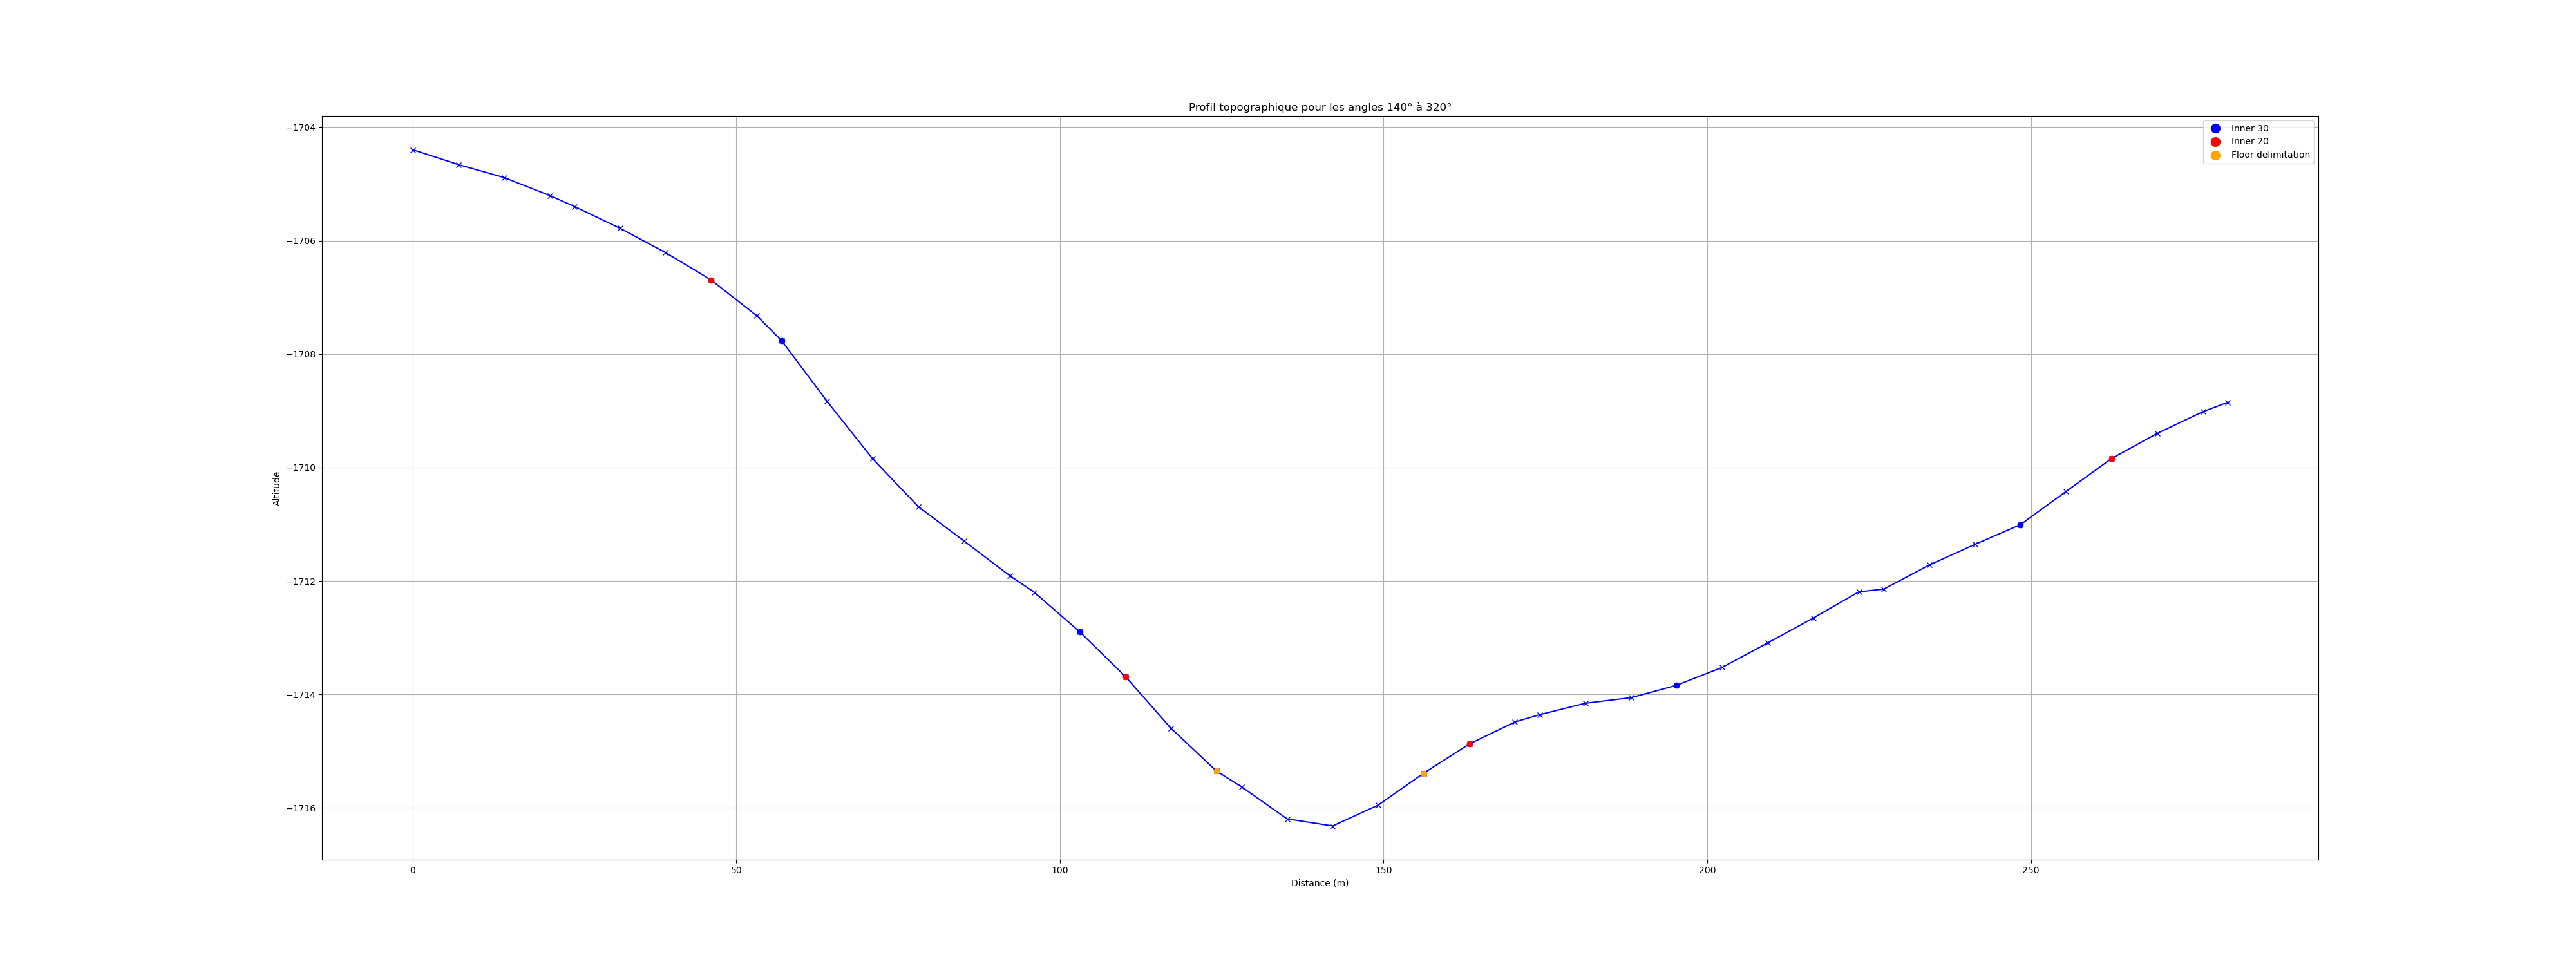 Profil topographique pour les angles 140° à 320°
Inner 30
Inner 20
Floor delimitation
Altitude
−1704
−1706
−1708
−1710
−1712
−1714
−1716
0 50 100 150 200 250
Distance (m)